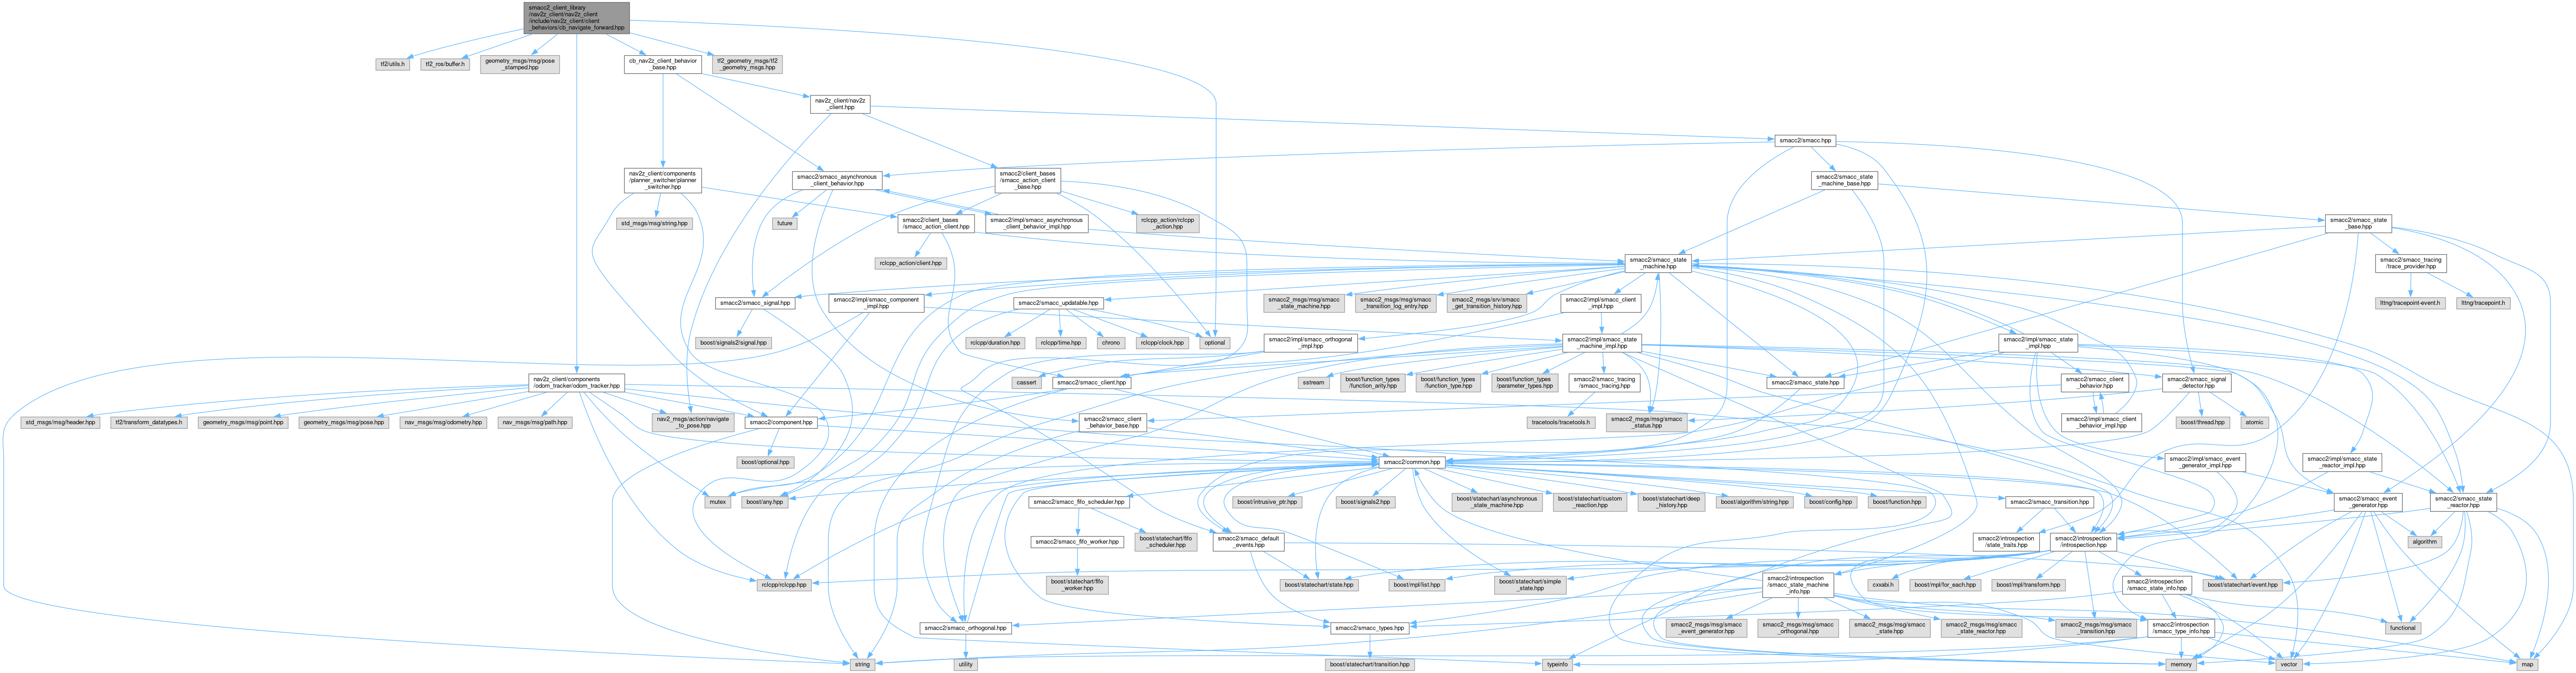 smacc2_client_library
/nav2z_client/nav2z_client
/include/nav2z_client/client
_behaviors/cb_navigate_forward.hpp
tf2/utils.h
tf2_ros/buffer.h
geometry_msgs/msg/pose
_stamped.hpp
cb_nav2z_client_behavior
_base.hpp
tf2_geometry_msgs/tf2
_geometry_msgs.hpp
nav2z_client/nav2z
_client.hpp
smacc2/smacc.hpp
nav2z_client/components
/planner_switcher/planner
_switcher.hpp
smacc2/smacc_asynchronous
_client_behavior.hpp
smacc2/client_bases
/smacc_action_client
_base.hpp
smacc2/smacc_state
_machine_base.hpp
std_msgs/msg/string.hpp
future
smacc2/impl/smacc_asynchronous
_client_behavior_impl.hpp
smacc2/client_bases
/smacc_action_client.hpp
rclcpp_action/rclcpp
_action.hpp
smacc2/smacc_state
_base.hpp
rclcpp_action/client.hpp
smacc2/smacc_state
_machine.hpp
smacc2/smacc_tracing
/trace_provider.hpp
smacc2/smacc_signal.hpp
smacc2/impl/smacc_component
_impl.hpp
smacc2/smacc_updatable.hpp
smacc2_msgs/msg/smacc
_state_machine.hpp
smacc2_msgs/msg/smacc
_transition_log_entry.hpp
smacc2_msgs/srv/smacc
_get_transition_history.hpp
smacc2/impl/smacc_client
_impl.hpp
lttng/tracepoint-event.h
lttng/tracepoint.h
boost/signals2/signal.hpp
rclcpp/duration.hpp
rclcpp/time.hpp
chrono
rclcpp/clock.hpp
optional
smacc2/impl/smacc_orthogonal
_impl.hpp
smacc2/impl/smacc_state
_machine_impl.hpp
smacc2/impl/smacc_state
_impl.hpp
nav2z_client/components
/odom_tracker/odom_tracker.hpp
cassert
smacc2/smacc_client.hpp
sstream
boost/function_types
/function_arity.hpp
boost/function_types
/function_type.hpp
boost/function_types
/parameter_types.hpp
smacc2/smacc_tracing
/smacc_tracing.hpp
smacc2/smacc_state.hpp
smacc2/smacc_client
_behavior.hpp
smacc2/smacc_signal
_detector.hpp
std_msgs/msg/header.hpp
tf2/transform_datatypes.h
geometry_msgs/msg/point.hpp
geometry_msgs/msg/pose.hpp
nav_msgs/msg/odometry.hpp
nav_msgs/msg/path.hpp
nav2_msgs/action/navigate
_to_pose.hpp
smacc2/component.hpp
smacc2/smacc_client
_behavior_base.hpp
tracetools/tracetools.h
smacc2_msgs/msg/smacc
_status.hpp
smacc2/impl/smacc_client
_behavior_impl.hpp
boost/thread.hpp
atomic
boost/optional.hpp
smacc2/common.hpp
smacc2/impl/smacc_event
_generator_impl.hpp
smacc2/impl/smacc_state
_reactor_impl.hpp
mutex
boost/any.hpp
smacc2/smacc_fifo_scheduler.hpp
boost/intrusive_ptr.hpp
boost/signals2.hpp
boost/statechart/asynchronous
_state_machine.hpp
boost/statechart/custom
_reaction.hpp
boost/statechart/deep
_history.hpp
boost/algorithm/string.hpp
boost/config.hpp
boost/function.hpp
smacc2/smacc_transition.hpp
smacc2/smacc_event
_generator.hpp
smacc2/smacc_state
_reactor.hpp
smacc2/smacc_fifo_worker.hpp
boost/statechart/fifo
_scheduler.hpp
smacc2/smacc_default
_events.hpp
smacc2/introspection
/state_traits.hpp
smacc2/introspection
/introspection.hpp
algorithm
rclcpp/rclcpp.hpp
boost/statechart/fifo
_worker.hpp
boost/statechart/state.hpp
boost/mpl/list.hpp
boost/statechart/simple
_state.hpp
smacc2/introspection
/smacc_state_machine
_info.hpp
cxxabi.h
boost/mpl/for_each.hpp
boost/mpl/transform.hpp
smacc2/introspection
/smacc_state_info.hpp
boost/statechart/event.hpp
smacc2/smacc_orthogonal.hpp
smacc2/smacc_types.hpp
smacc2_msgs/msg/smacc
_event_generator.hpp
smacc2_msgs/msg/smacc
_orthogonal.hpp
smacc2_msgs/msg/smacc
_state.hpp
smacc2_msgs/msg/smacc
_state_reactor.hpp
smacc2_msgs/msg/smacc
_transition.hpp
smacc2/introspection
/smacc_type_info.hpp
functional
string
utility
boost/statechart/transition.hpp
typeinfo
memory
vector
map